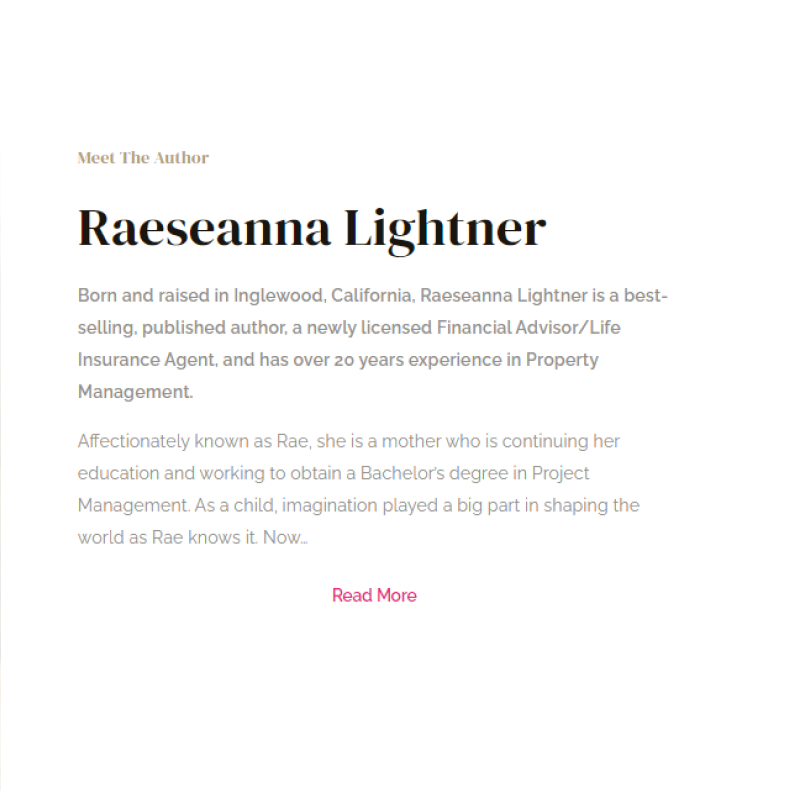 Meet The Author
Raeseanna Lightner
Born and raised in Inglewood, California, Raeseanna Lightner is a best-
selling, published author, a newly licensed Financial Advisor/Life
Insurance Agent, and has over 20 years experience in Property
Management.
Affectionately known as Rae, she is a mother who is continuing her
education and working to obtain a Bachelor's degree in Project
Management. As a child, imagination played a big part in shaping the
world as Rae knows it. Now...
Read More